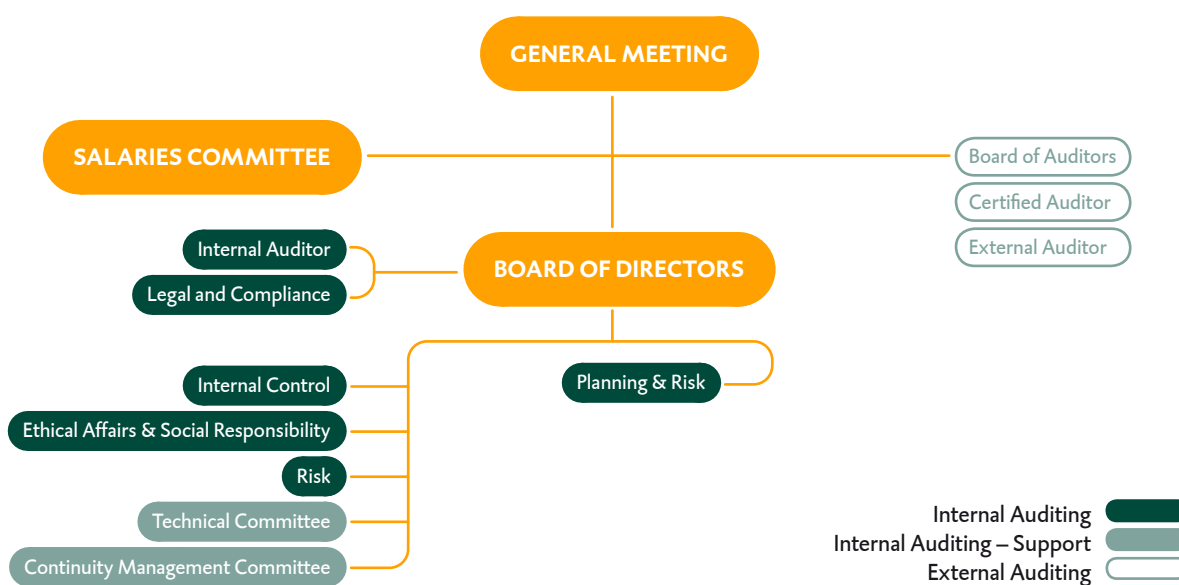 GENERAL MEETING
SALARIES COMMITTEE
Board of Auditors
Certified Auditor
External Auditor
Internal Auditor
Legal and Compliance
BOARD OF DIRECTORS
Internal Control
Ethical Affairs & Social Responsibility
Risk
Technical Committee
Continuity Management Committee
Planning & Risk
Internal Auditing
Internal Auditing – Support
External Auditing